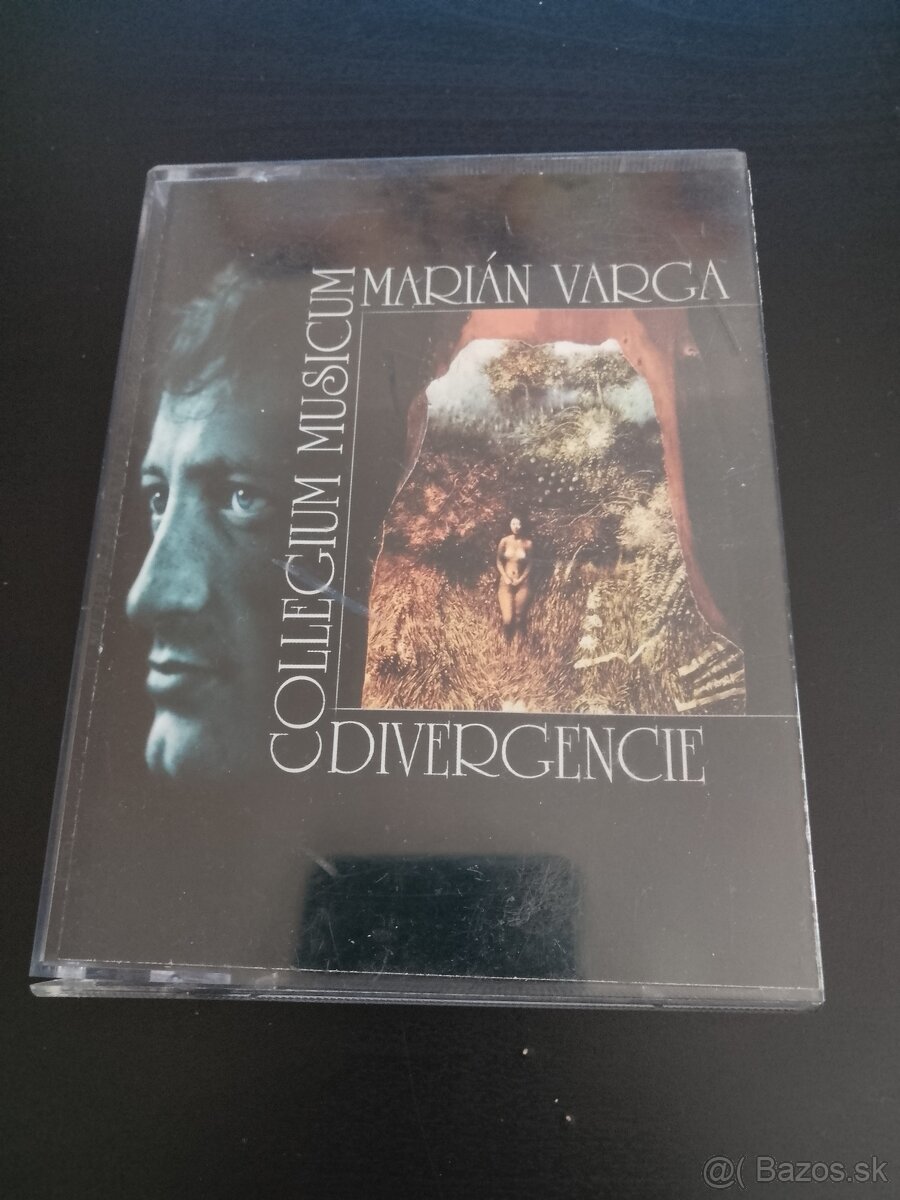 MARIÁN VARGA
COLLEGIUM MUSICUM
DIVERGENCIE
@( Bazos.sk